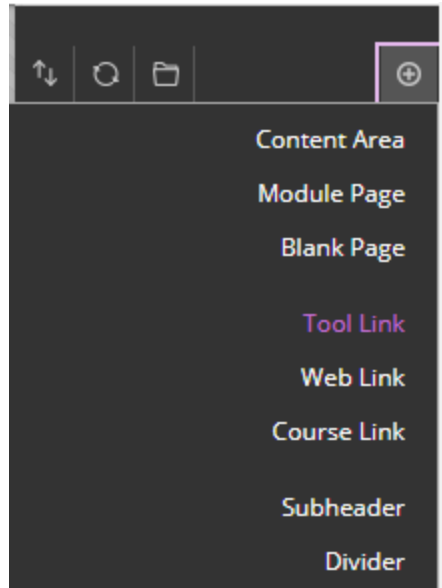 Content Area
Module Page
Blank Page
Tool Link
Web Link
Course Link
Subheader
Divider